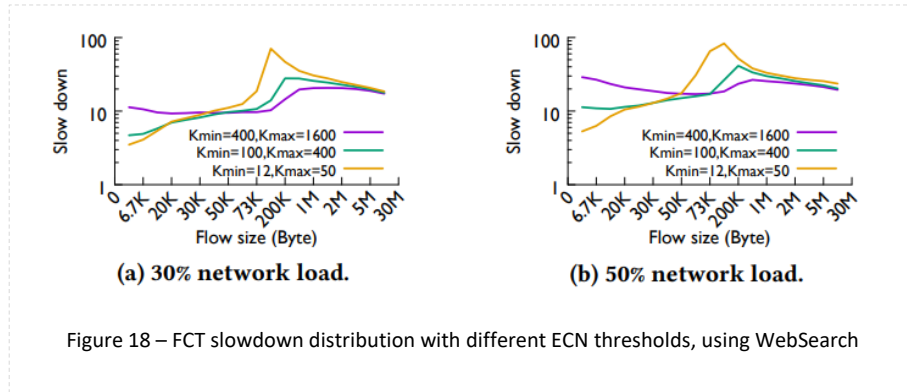 100
10
1
Slow down
Kmin=400,Kmax=1600
Kmin=100,Kmax=400
Kmin=12,Kmax=50
0
6.7K
20K
30K
50K
73K
200K
1M
2M
5M
30M
Flow size (Byte)
(a) 30% network load.
100
10
1
Slow down
Kmin=400,Kmax=1600
Kmin=100,Kmax=400
Kmin=12,Kmax=50
0
6.7K
20K
30K
50K
73K
200K
1M
2M
5M
30M
Flow size (Byte)
(b) 50% network load.
Figure 18 – FCT slowdown distribution with different ECN thresholds, using WebSearch